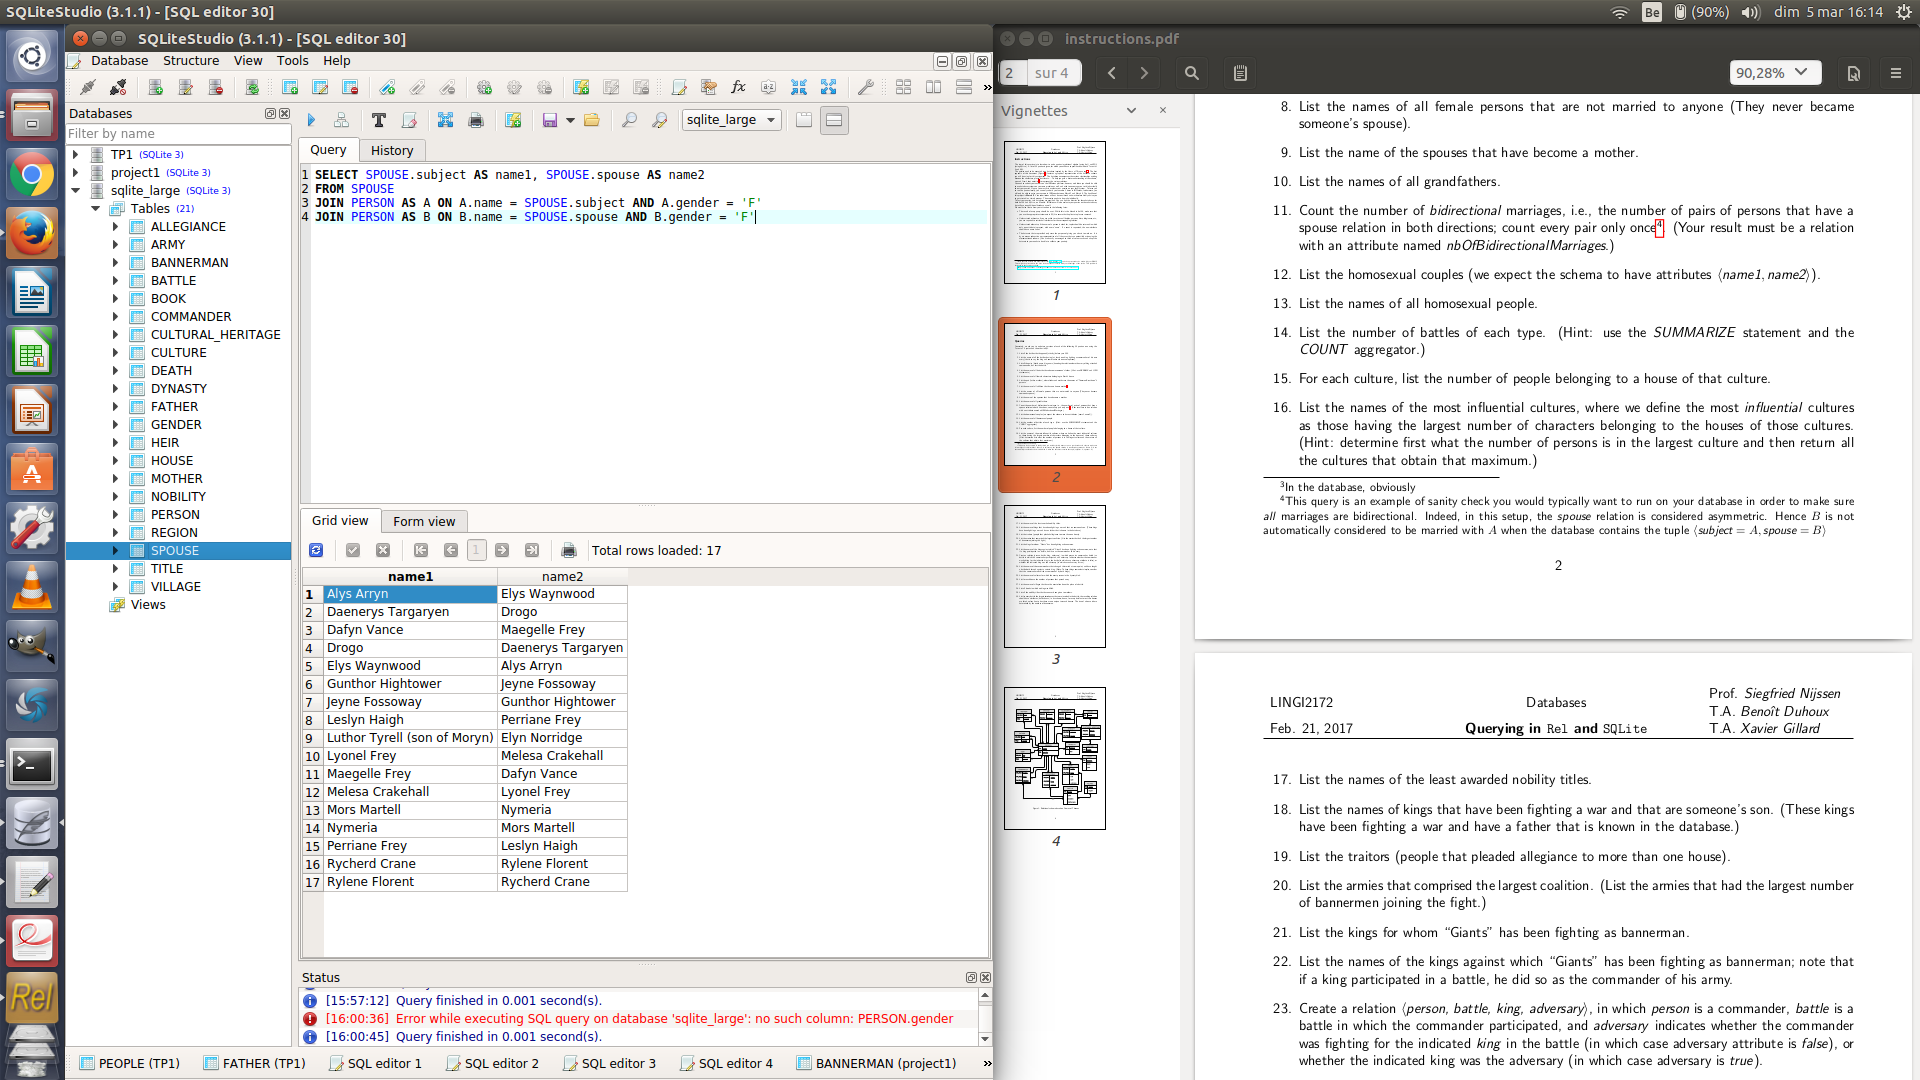 SQLiteStudio (3.1.1) - [SQL editor 30]
Be
(90%)
dim 5 mar 16:14
SQLiteStudio (3.1.1) - [SQL editor 30]
Database Structure View Tools Help
Databases
Filter by name
TP1 (SQLite 3)
project1 (SQLite 3)
sqlite_large (SQLite 3)
Tables (21)
ALLEGIANCE
ARMY
BANNERMAN
BATTLE
BOOK
COMMANDER
CULTURAL_HERITAGE
CULTURE
DEATH
DYNASTY
FATHER
GENDER
HEIR
HOUSE
MOTHER
NOBILITY
PERSON
REGION
SPOUSE
TITLE
VILLAGE
Views
sqlite_large
Query History
1 SELECT SPOUSE.subject AS name1, SPOUSE.spouse AS name2
2 FROM SPOUSE
3 JOIN PERSON AS A ON A.name = SPOUSE.subject AND A.gender = 'F'
4 JOIN PERSON AS B ON B.name = SPOUSE.spouse AND B.gender = 'F'
Grid view Form view
1
Total rows loaded: 17
name1 name2
1 Alys Arryn Elys Waynwood
2 Daenerys Targaryen Drogo
3 Dafyn Vance Maegelle Frey
4 Drogo Daenerys Targaryen
5 Elys Waynwood Alys Arryn
6 Gunthor Hightower Jeyne Fossoway
7 Jeyne Fossoway Gunthor Hightower
8 Leslyn Haigh Perriane Frey
9 Luthor Tyrell (son of Moryn) Elyn Norridge
10 Lyonel Frey Melesa Crakehall
11 Maegelle Frey Dafyn Vance
12 Melesa Crakehall Lyonel Frey
13 Mors Martell Nymeria
14 Nymeria Mors Martell
15 Perriane Frey Leslyn Haigh
16 Rycherd Crane Rylene Florent
17 Rylene Florent Rycherd Crane
Status
[15:57:12] Query finished in 0.001 second(s).
[16:00:36] Error while executing SQL query on database 'sqlite_large': no such column: PERSON.gender
[16:00:45] Query finished in 0.001 second(s).
PEOPLE (TP1) FATHER (TP1) SQL editor 1 SQL editor 2 SQL editor 3 SQL editor 4 BANNERMAN (project1)
Rel
instructions.pdf
2 sur 4
90,28%
Vignettes
1
2
3
4
8. List the names of all female persons that are not married to anyone (They never became
someone's spouse).
9. List the name of the spouses that have become a mother.
10. List the names of all grandfathers.
11. Count the number of bidirectional marriages, i.e., the number of pairs of persons that have a
spouse relation in both directions; count every pair only once4. (Your result must be a relation
with an attribute named nbOfBidirectionalMarriages.)
12. List the homosexual couples (we expect the schema to have attributes ⟨name1, name2⟩).
13. List the names of all homosexual people.
14. List the number of battles of each type. (Hint: use the SUMMARIZE statement and the
COUNT aggregator.)
15. For each culture, list the number of people belonging to a house of that culture.
16. List the names of the most influential cultures, where we define the most influential cultures
as those having the largest number of characters belonging to the houses of those cultures.
(Hint: determine first what the number of persons is in the largest culture and then return all
the cultures that obtain that maximum.)
3In the database, obviously
4This query is an example of sanity check you would typically want to run on your database in order to make sure
all marriages are bidirectional. Indeed, in this setup, the spouse relation is considered asymmetric. Hence B is not
automatically considered to be married with A when the database contains the tuple ⟨subject = A, spouse = B⟩
2
LINGI2172 Databases Prof. Siegfried Nijssen
T.A. Benoît Duhoux
Feb. 21, 2017 Querying in Rel and SQLite T.A. Xavier Gillard
17. List the names of the least awarded nobility titles.
18. List the names of kings that have been fighting a war and that are someone's son. (These kings
have been fighting a war and have a father that is known in the database.)
19. List the traitors (people that pleaded allegiance to more than one house).
20. List the armies that comprised the largest coalition. (List the armies that had the largest number
of bannermen joining the fight.)
21. List the kings for whom "Giants" has been fighting as bannerman.
22. List the names of the kings against which "Giants" has been fighting as bannerman; note that
if a king participated in a battle, he did so as the commander of his army.
23. Create a relation ⟨person, battle, king, adversary⟩, in which person is a commander, battle is a
battle in which the commander participated, and adversary indicates whether the commander
was fighting for the indicated king in the battle (in which case adversary attribute is false), or
whether the indicated king was the adversary (in which case adversary is true).